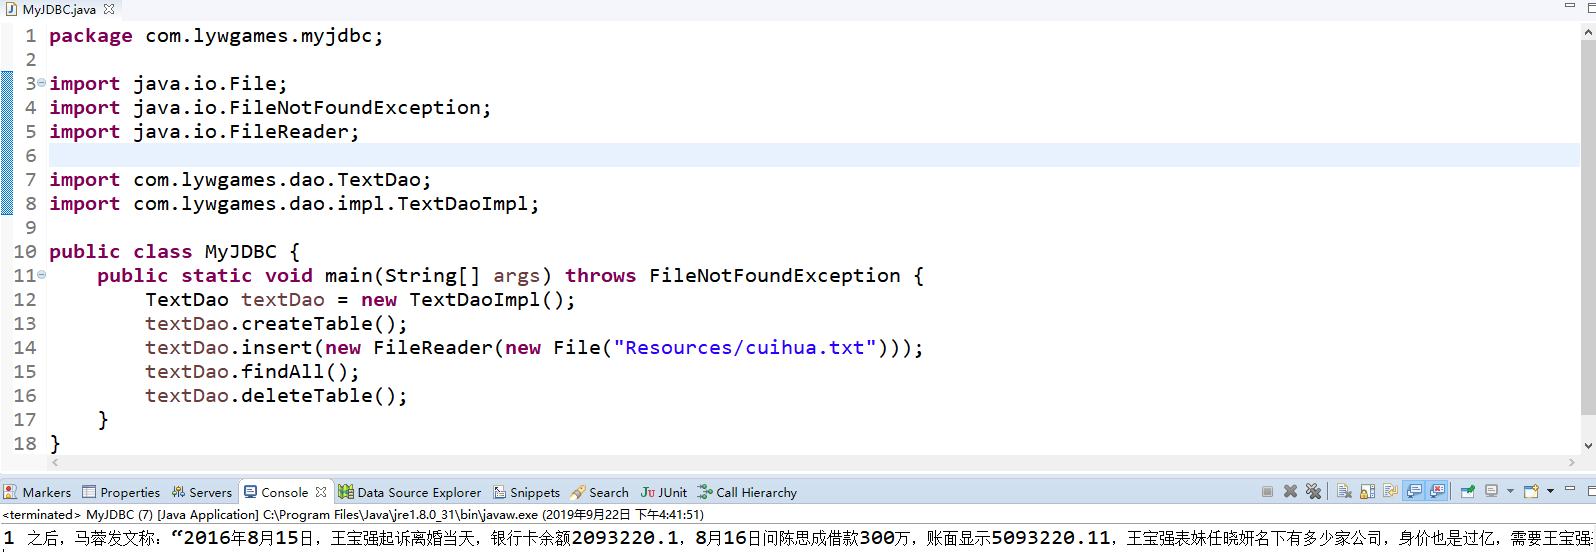 MyJDBC.java
1 package com.lywgames.myjdbc;
2
3 import java.io.File;
4 import java.io.FileNotFoundException;
5 import java.io.FileReader;
6
7 import com.lywgames.dao.TextDao;
8 import com.lywgames.dao.impl.TextDaoImpl;
9
10 public class MyJDBC {
11     public static void main(String[] args) throws FileNotFoundException {
12         TextDao textDao = new TextDaoImpl();
13         textDao.createTable();
14         textDao.insert(new FileReader(new File("Resources/cuihua.txt")));
15         textDao.findAll();
16         textDao.deleteTable();
17     }
18 }
Markers Properties Servers Console Data Source Explorer Snippets Search JUnit Call Hierarchy
<terminated> MyJDBC (7) [Java Application] C:\Program Files\Java\jre1.8.0_31\bin\javaw.exe (2019年9月22日 下午4:41:51)
1 之后，马蓉发文称：“2016年8月15日，王宝强起诉离婚当天，银行卡余额2093220.1，8月16日问陈思成借款300万，账面显示5093220.11，王宝强表妹任晓妍名下有多少家公司，身价也是过亿，需要王宝强